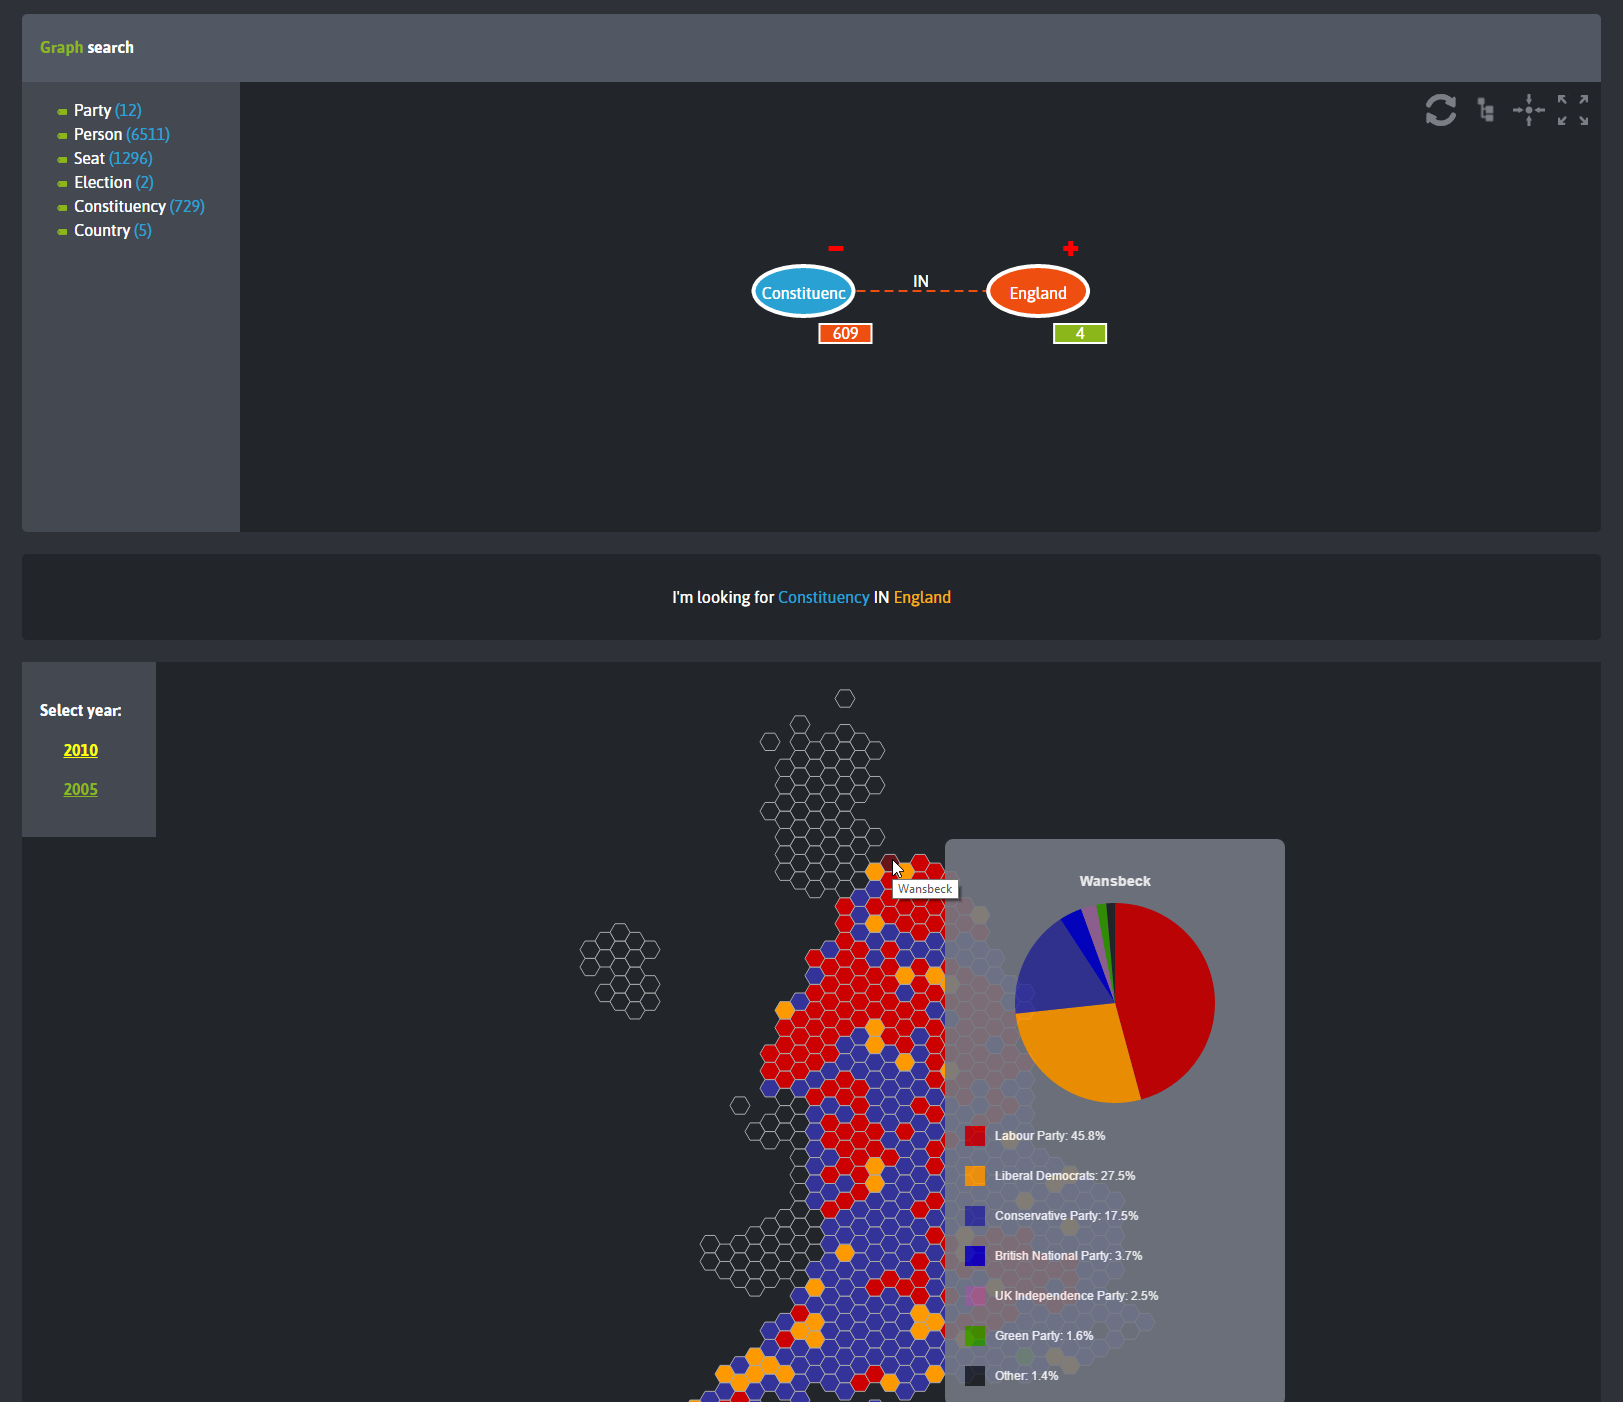 Graph search
Party (12)
Person (6511)
Seat (1296)
Election (2)
Constituency (729)
Country (5)
IN
Constituenc
England
609
4
I'm looking for Constituency IN England
Select year:
2010
2005
Wansbeck
Wansbeck
Labour Party: 45.8%
Liberal Democrats: 27.5%
Conservative Party: 17.5%
British National Party: 3.7%
UK Independence Party: 2.5%
Green Party: 1.6%
Other: 1.4%